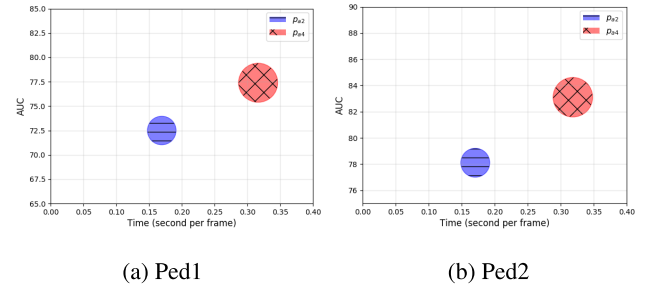 85.0
82.5
80.0
77.5
75.0
72.5
70.0
67.5
65.0
AUC
0.00 0.05 0.10 0.15 0.20 0.25 0.30 0.35 0.40
Time (second per frame)
p_{a2}
p_{a4}
(a) Ped1
90
88
86
84
82
80
78
76
AUC
0.00 0.05 0.10 0.15 0.20 0.25 0.30 0.35 0.40
Time (second per frame)
p_{a2}
p_{a4}
(b) Ped2